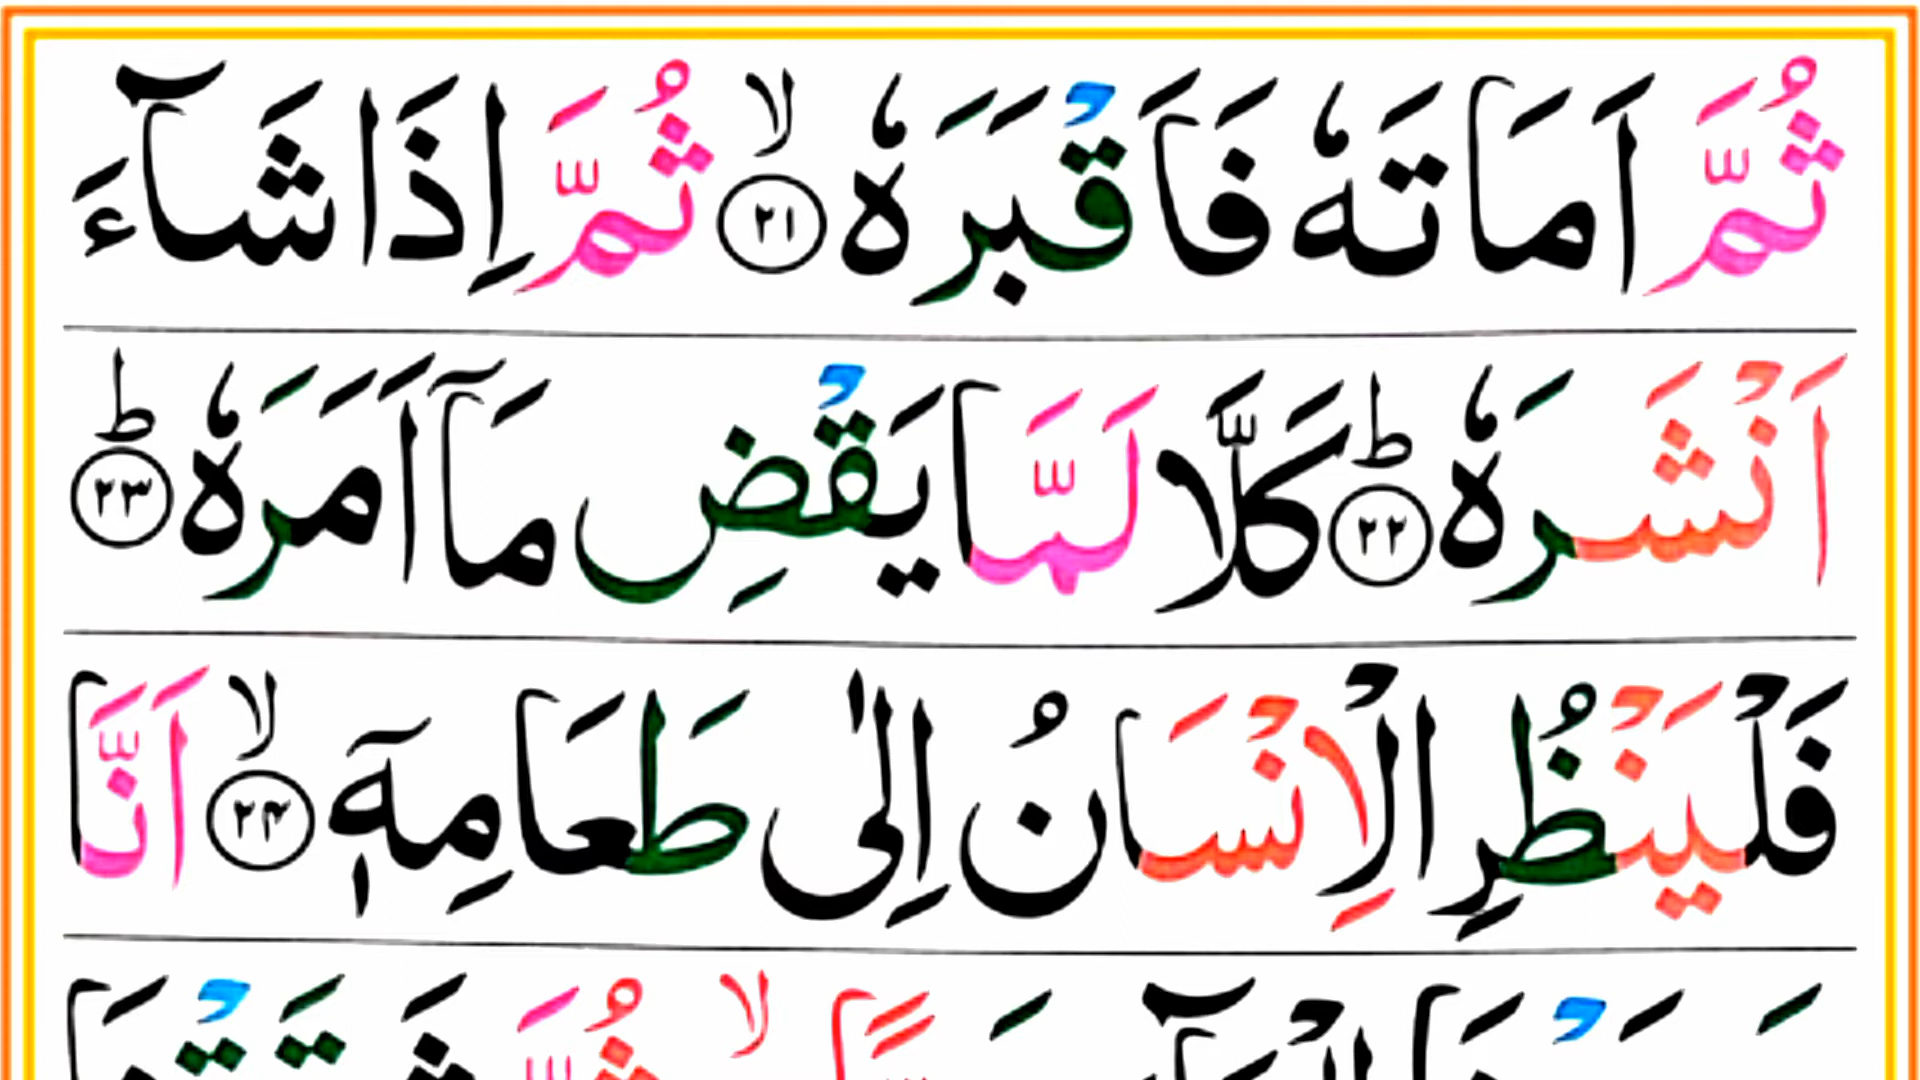 ثُمَّ اَمَاتَهٗ فَاَقْبَرَهٗ ۙ﴿۲۱﴾ ثُمَّ اِذَا شَآءَ
اَنْشَرَهٗ ؕ﴿۲۲﴾ كَلَّا لَمَّا يَقْضِ مَاۤ اَمَرَهٗ ؕ﴿۲۳﴾
فَلْيَنْظُرِ الْاِنْسَانُ اِلٰى طَعَامِهٖۤ ۙ﴿۲۴﴾ اَنَّا